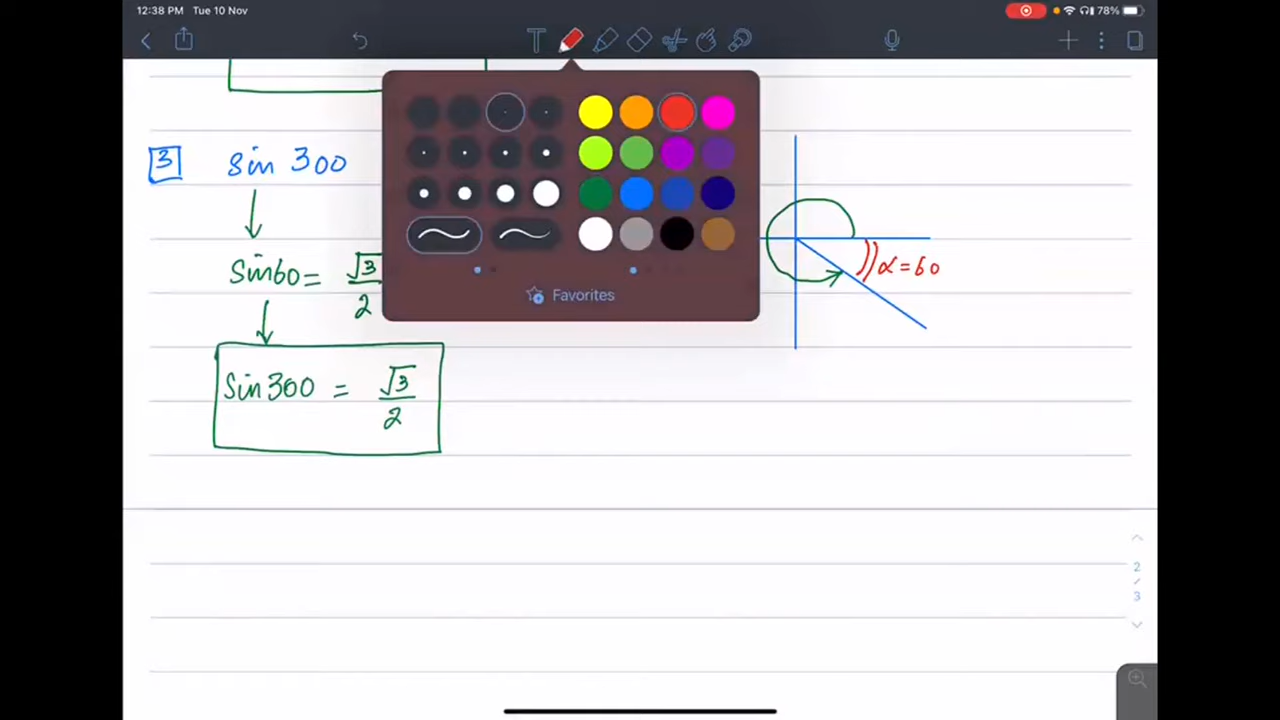 12:38 PM Tue 10 Nov
78%
T
3 sin 300
Sin60 = √3/2
α = 60
Favorites
Sin300 = √3/2
2
/
3